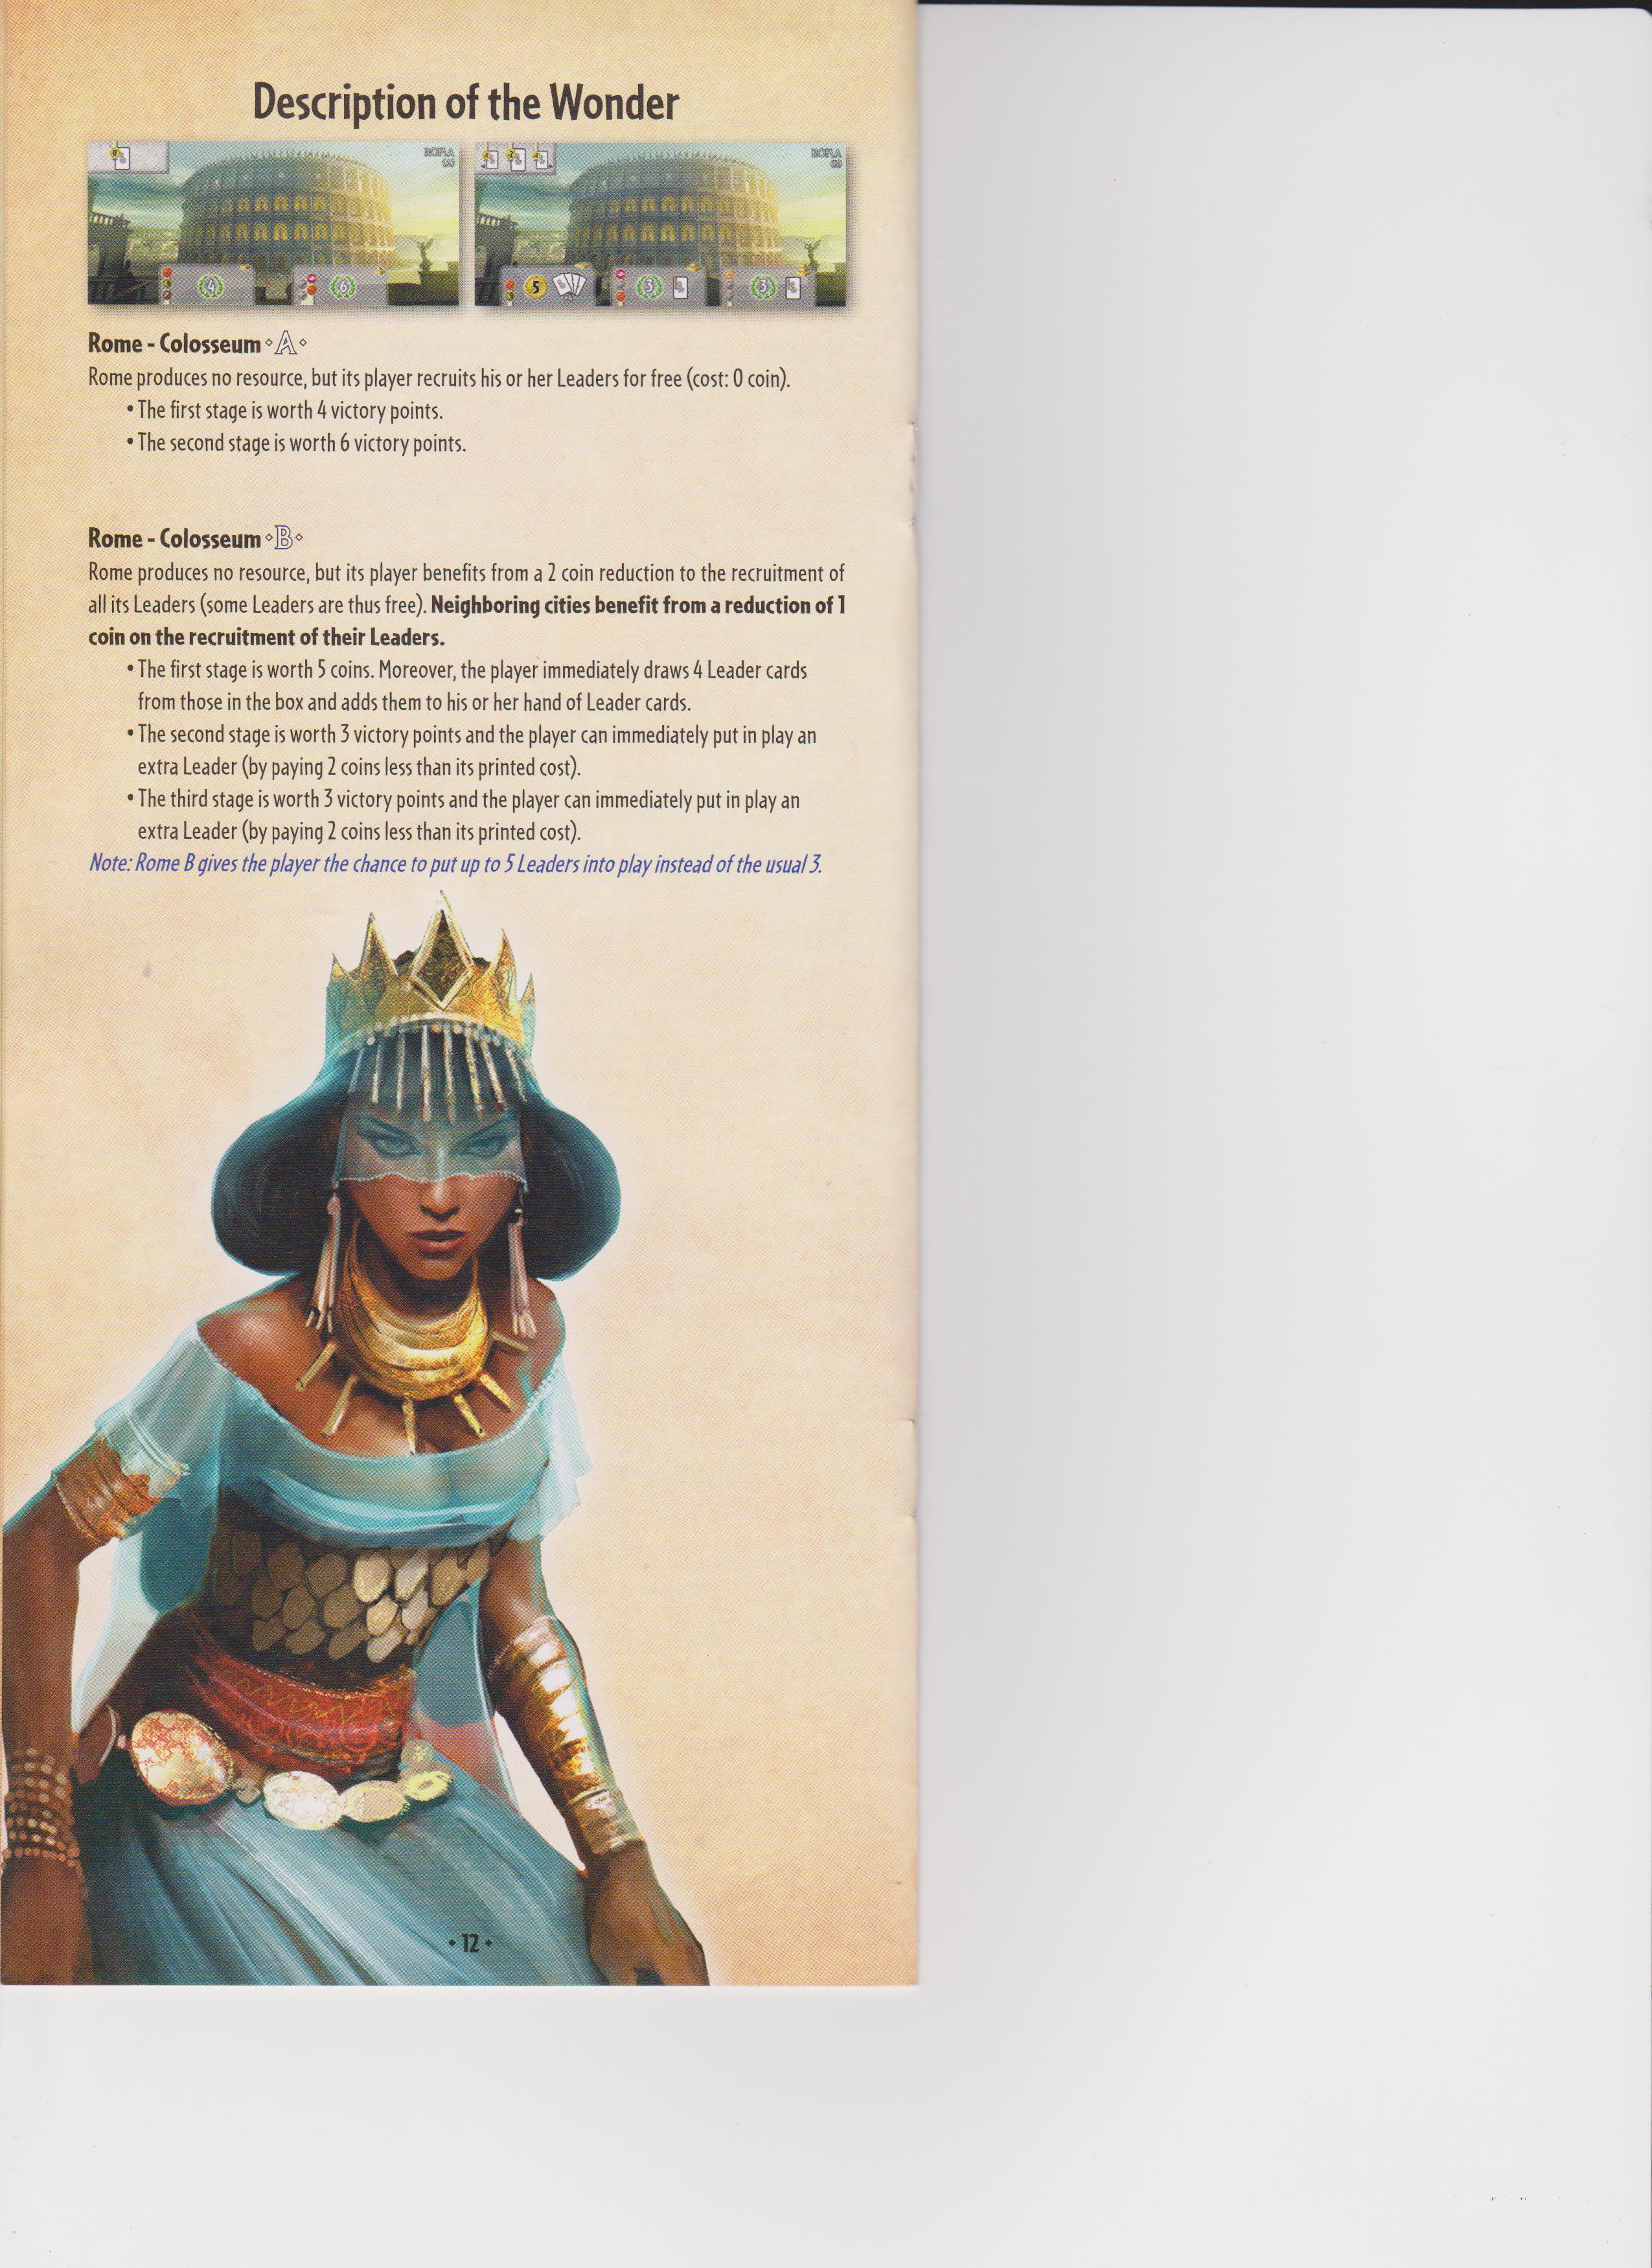 Description of the Wonder
0
ROMA
(A)
4
6
ROMA
(B)
5
3
3
Rome - Colosseum ⋄A⋄
Rome produces no resource, but its player recruits his or her Leaders for free (cost: 0 coin).
• The first stage is worth 4 victory points.
• The second stage is worth 6 victory points.
Rome - Colosseum ⋄B⋄
Rome produces no resource, but its player benefits from a 2 coin reduction to the recruitment of
all its Leaders (some Leaders are thus free). Neighboring cities benefit from a reduction of 1
coin on the recruitment of their Leaders.
• The first stage is worth 5 coins. Moreover, the player immediately draws 4 Leader cards
from those in the box and adds them to his or her hand of Leader cards.
• The second stage is worth 3 victory points and the player can immediately put in play an
extra Leader (by paying 2 coins less than its printed cost).
• The third stage is worth 3 victory points and the player can immediately put in play an
extra Leader (by paying 2 coins less than its printed cost).
Note: Rome B gives the player the chance to put up to 5 Leaders into play instead of the usual 3.
• 12 •